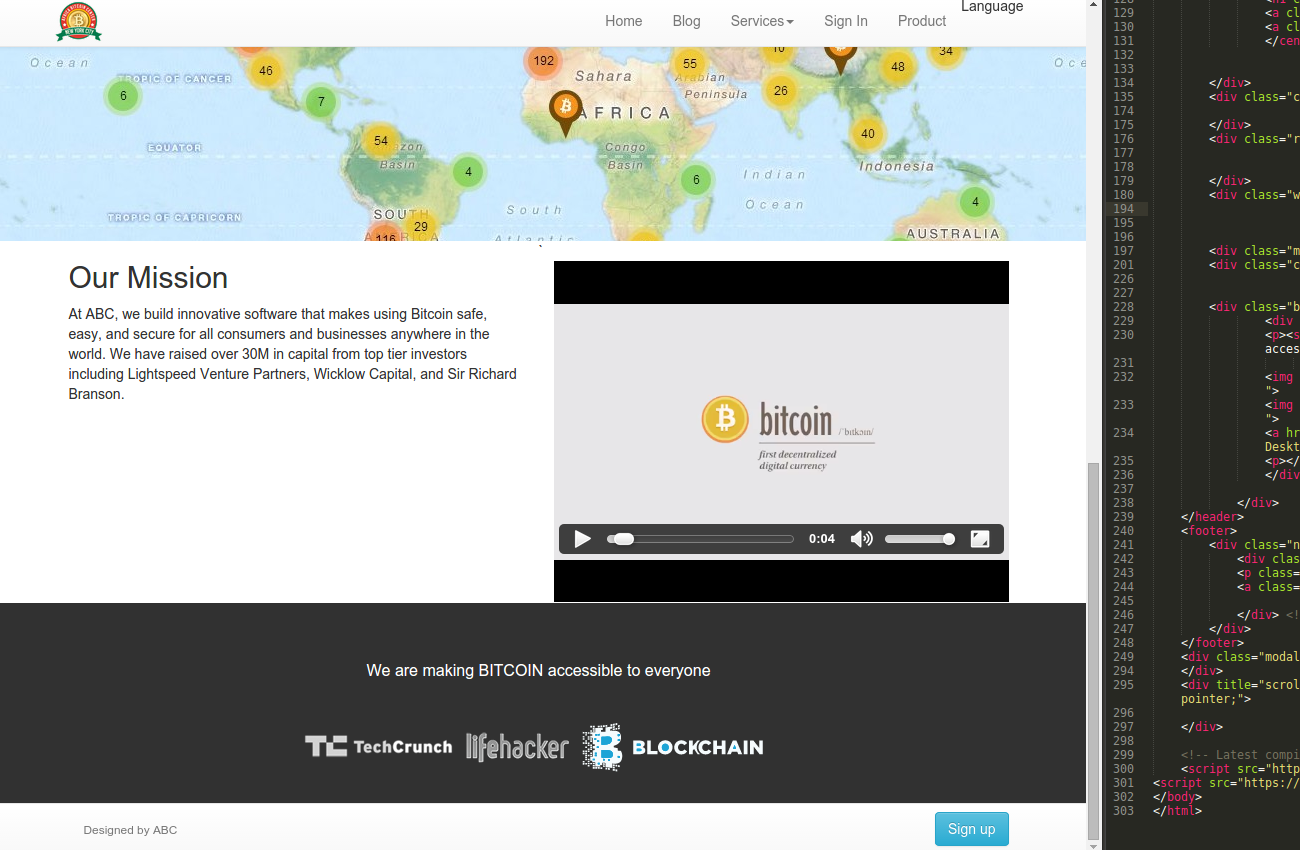 Language
Home Blog Services Sign In Product
NEW YORK CITY
192
55
10
34
Ocean
46
Sahara
Arabian
Peninsula
48
TROPIC OF CANCER
6
7
26
AFRICA
54
40
EQUATOR
Amazon
Basin
Congo
Basin
Indonesia
4
6
Indian
Ocean
4
South
Atlantic
TROPIC OF CAPRICORN
SOUTH
AMERICA
29
116
AUSTRALIA
Our Mission
At ABC, we build innovative software that makes using Bitcoin safe,
easy, and secure for all consumers and businesses anywhere in the
world. We have raised over 30M in capital from top tier investors
including Lightspeed Venture Partners, Wicklow Capital, and Sir Richard
Branson.
bitcoin /ˈbɪtkɔɪn/
first decentralized
digital currency
0:04
We are making BITCOIN accessible to everyone
TC TechCrunch lifehacker BLOCKCHAIN
Designed by ABC
Sign up
129 <a cl
130 <a cl
131 </cen
132
133
134 </div>
135 <div class="c
174
175 </div>
176 <div class="r
177
178
179 </div>
180 <div class="w
194
195
196
197 <div class="m
201 <div class="c
226
227
228 <div class="b
229 <div
230 <p><s
acces
231
232 <img
">
233 <img
">
234 <a hr
Deskt
235 <p></
236 </div
237
238 </div>
239 </header>
240 <footer>
241 <div class="n
242 <div clas
243 <p class=
244 <a class=
245
246 </div> <!
247 </div>
248 </footer>
249 <div class="modal
294 </div>
295 <div title="scrol
pointer;">
296
297 </div>
298
299 <!-- Latest compi
300 <script src="http
301 <script src="https://
302 </body>
303 </html>